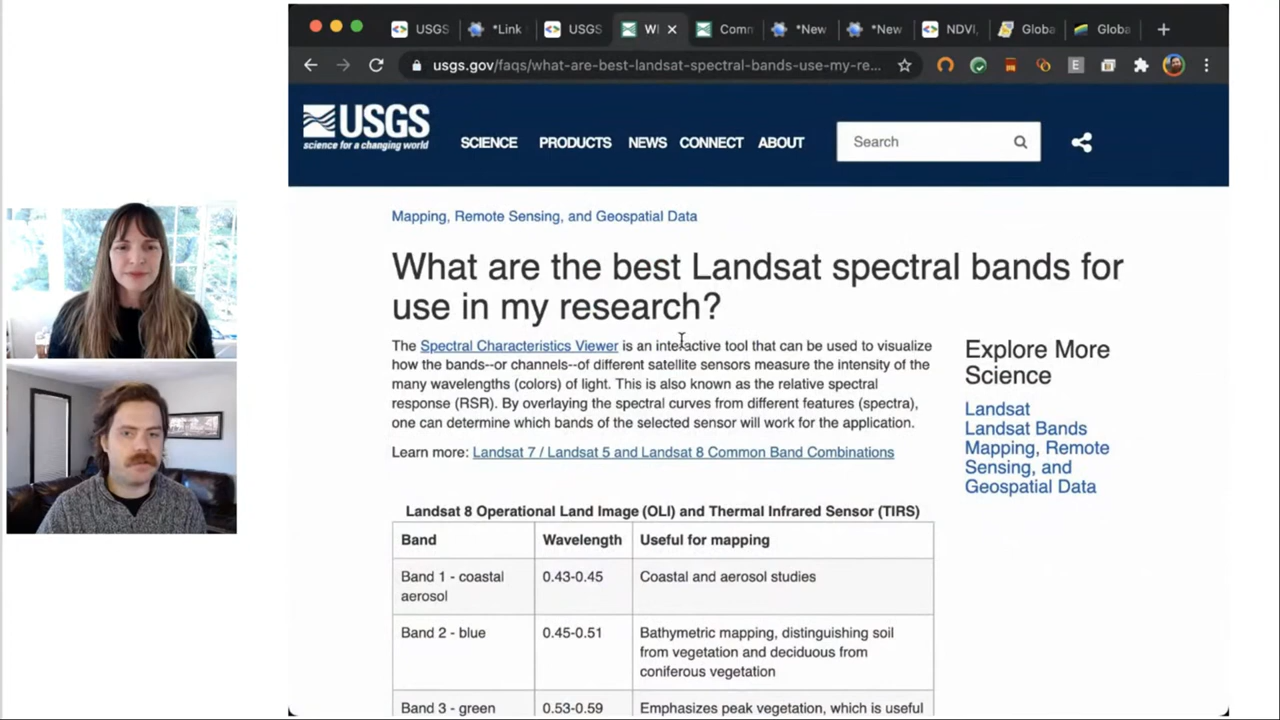 USGS
*Link
USGS
WI
Comn
*New
*New
NDVI,
Globa
Globa
usgs.gov/faqs/what-are-best-landsat-spectral-bands-use-my-re...
USGS
science for a changing world
SCIENCE PRODUCTS NEWS CONNECT ABOUT
Search
Mapping, Remote Sensing, and Geospatial Data
What are the best Landsat spectral bands for
use in my research?
The Spectral Characteristics Viewer is an interactive tool that can be used to visualize
how the bands--or channels--of different satellite sensors measure the intensity of the
many wavelengths (colors) of light. This is also known as the relative spectral
response (RSR). By overlaying the spectral curves from different features (spectra),
one can determine which bands of the selected sensor will work for the application.
Learn more: Landsat 7 / Landsat 5 and Landsat 8 Common Band Combinations
Explore More
Science
Landsat
Landsat Bands
Mapping, Remote
Sensing, and
Geospatial Data
Landsat 8 Operational Land Image (OLI) and Thermal Infrared Sensor (TIRS)
Band Wavelength Useful for mapping
Band 1 - coastal
aerosol
0.43-0.45
Coastal and aerosol studies
Band 2 - blue
0.45-0.51
Bathymetric mapping, distinguishing soil
from vegetation and deciduous from
coniferous vegetation
Band 3 - green
0.53-0.59
Emphasizes peak vegetation, which is useful